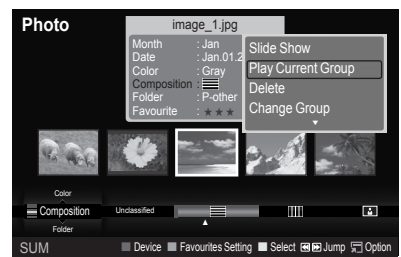 Photo
image_1.jpg
Month : Jan
Date : Jan.01.2
Color : Gray
Composition :
Folder : P-other
Favourite : ★★★
Slide Show
Play Current Group
Delete
Change Group
Color
Composition
Unclassified
Folder
SUM
Device
Favourites Setting
Select
Jump
Option